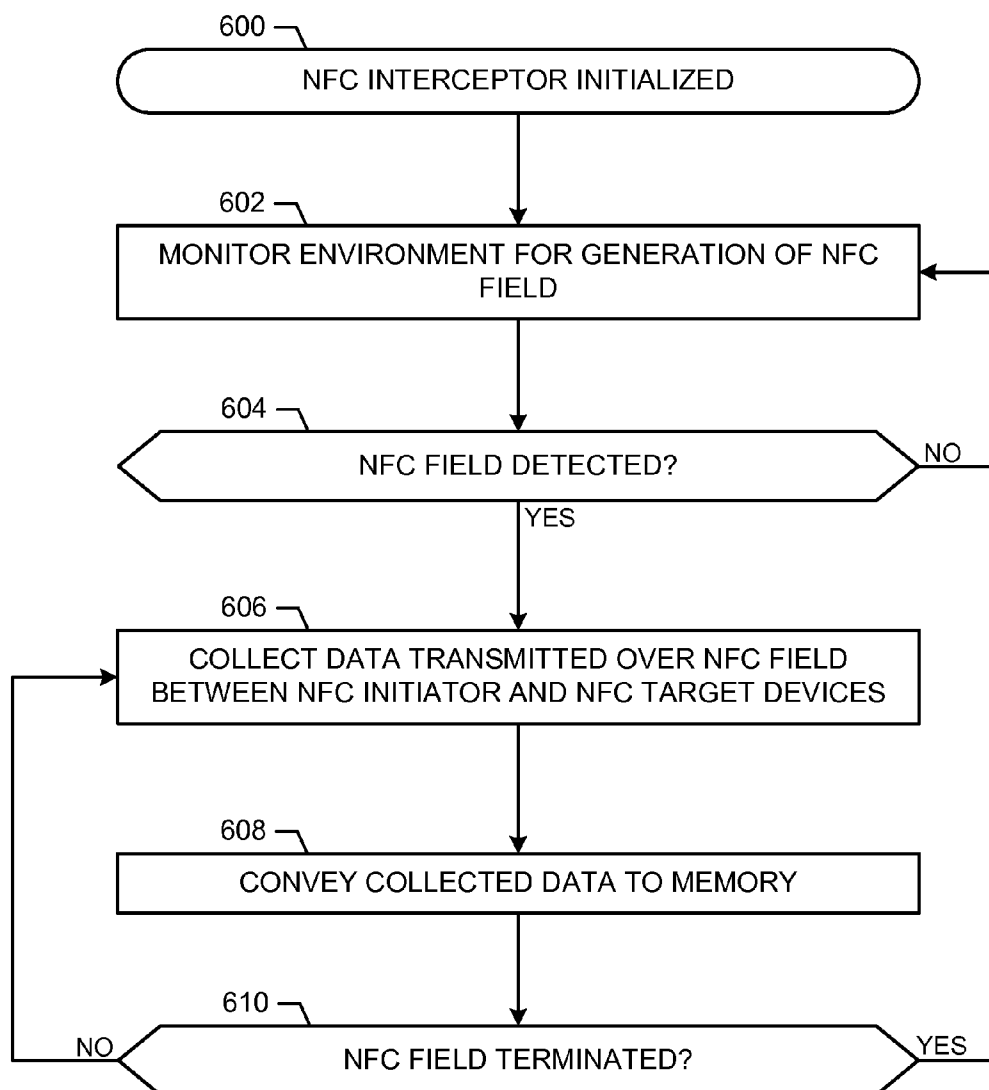 600
NFC INTERCEPTOR INITIALIZED
602
MONITOR ENVIRONMENT FOR GENERATION OF NFC
FIELD
604
NFC FIELD DETECTED?
NO
YES
606
COLLECT DATA TRANSMITTED OVER NFC FIELD
BETWEEN NFC INITIATOR AND NFC TARGET DEVICES
608
CONVEY COLLECTED DATA TO MEMORY
610
NO
NFC FIELD TERMINATED?
YES